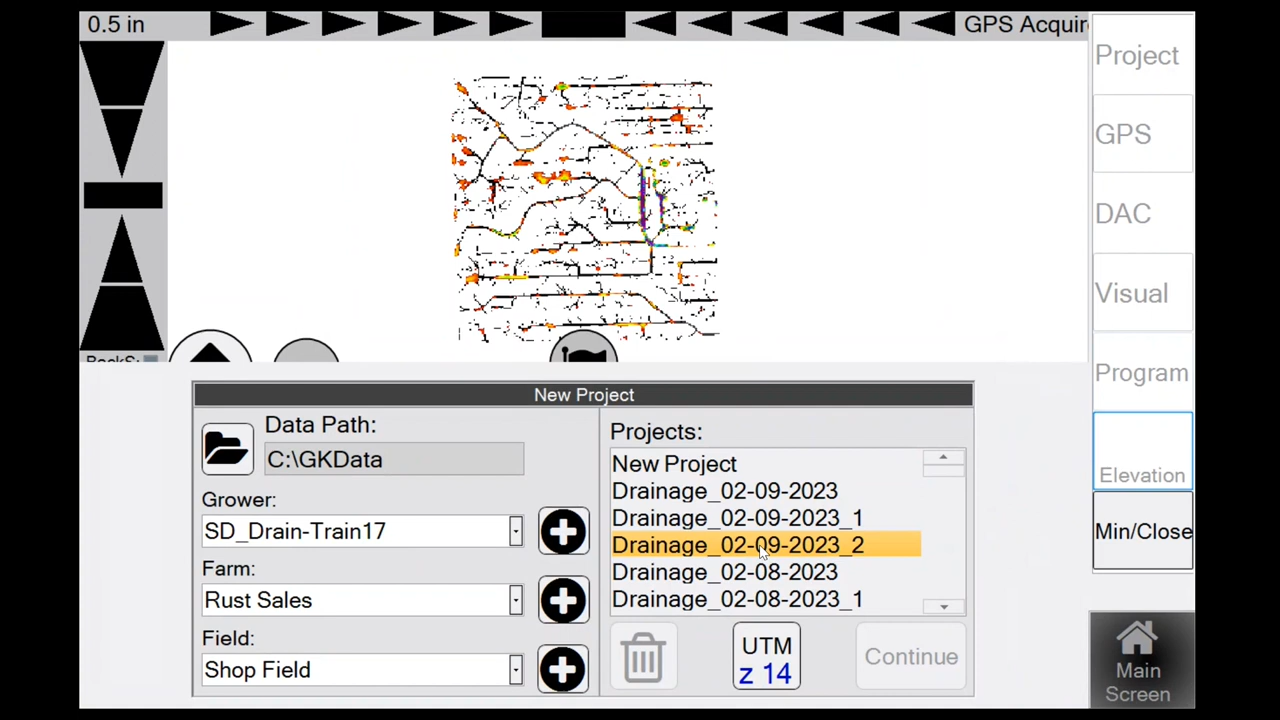 0.5 in
GPS Acquir
Project
GPS
DAC
Visual
Program
Elevation
Min/Close
Main
Screen
New Project
Data Path:
C:\GKData
Grower:
SD_Drain-Train17
Farm:
Rust Sales
Field:
Shop Field
Projects:
New Project
Drainage_02-09-2023
Drainage_02-09-2023_1
Drainage_02-09-2023_2
Drainage_02-08-2023
Drainage_02-08-2023_1
UTM
z 14
Continue